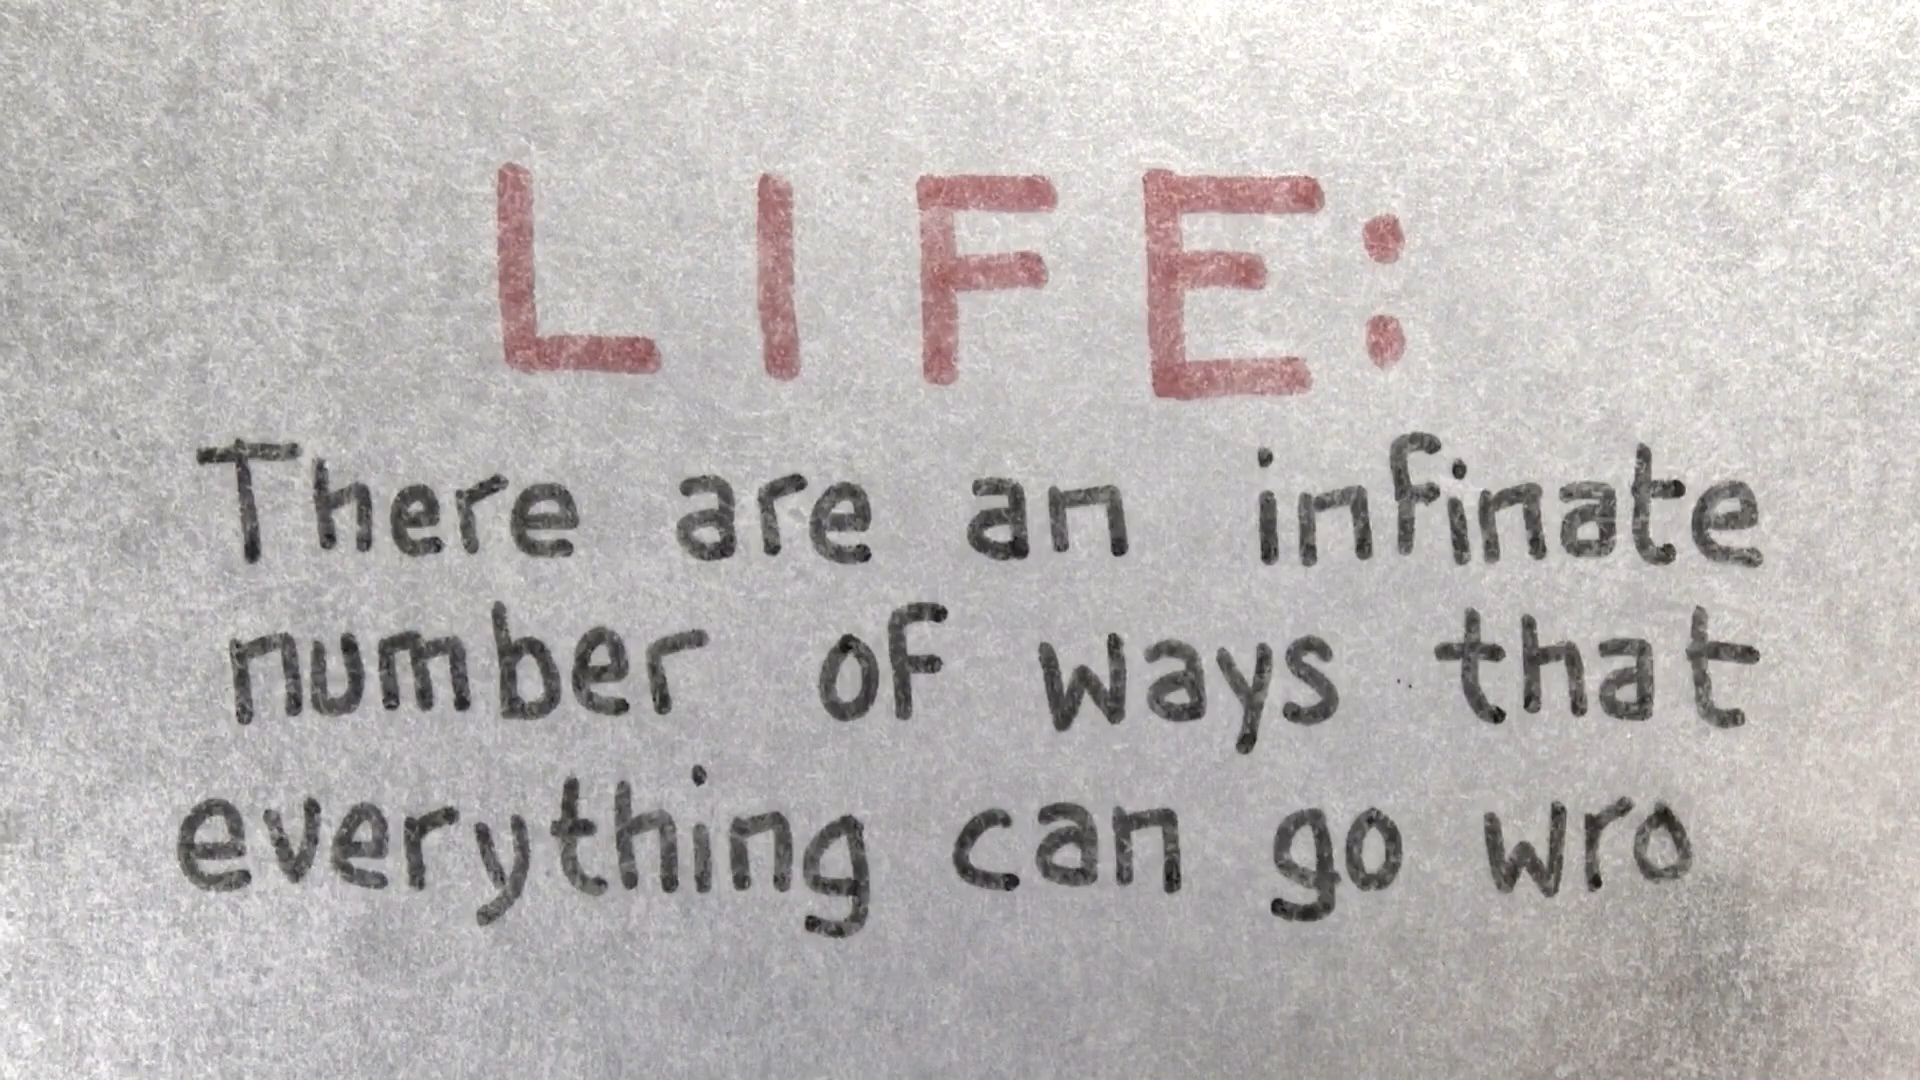 LIFE:
There are an infinate
number of ways that
everything can go wro